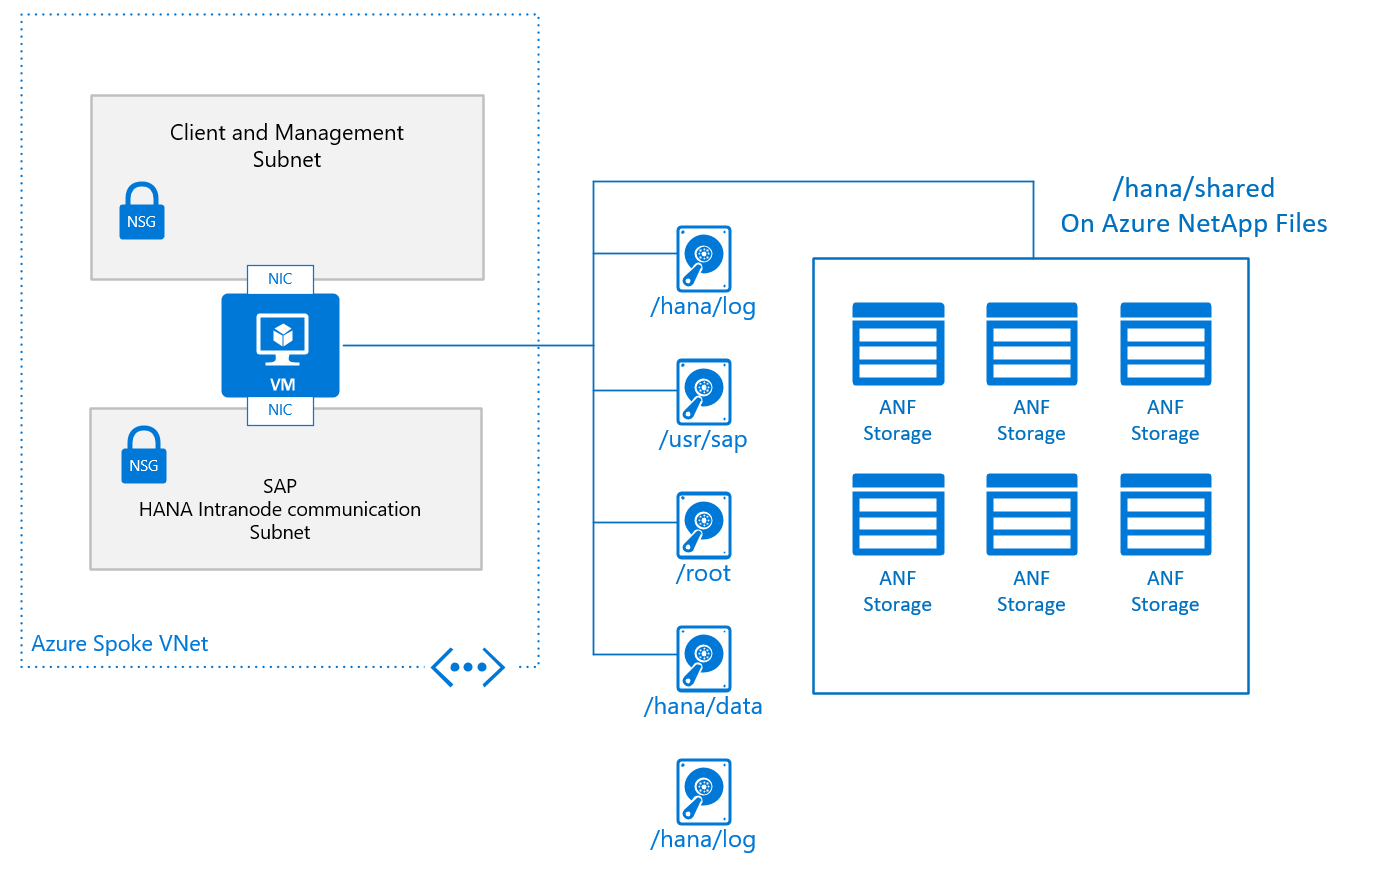 Client and Management
Subnet
NSG
NIC
VM
NIC
NSG
SAP
HANA Intranode communication
Subnet
Azure Spoke VNet
/hana/log
/usr/sap
/root
/hana/data
/hana/log
/hana/shared
On Azure NetApp Files
ANF
Storage
ANF
Storage
ANF
Storage
ANF
Storage
ANF
Storage
ANF
Storage